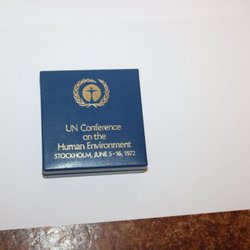 UN Conference
on the
Human Environment
STOCKHOLM, JUNE 5-16, 1972